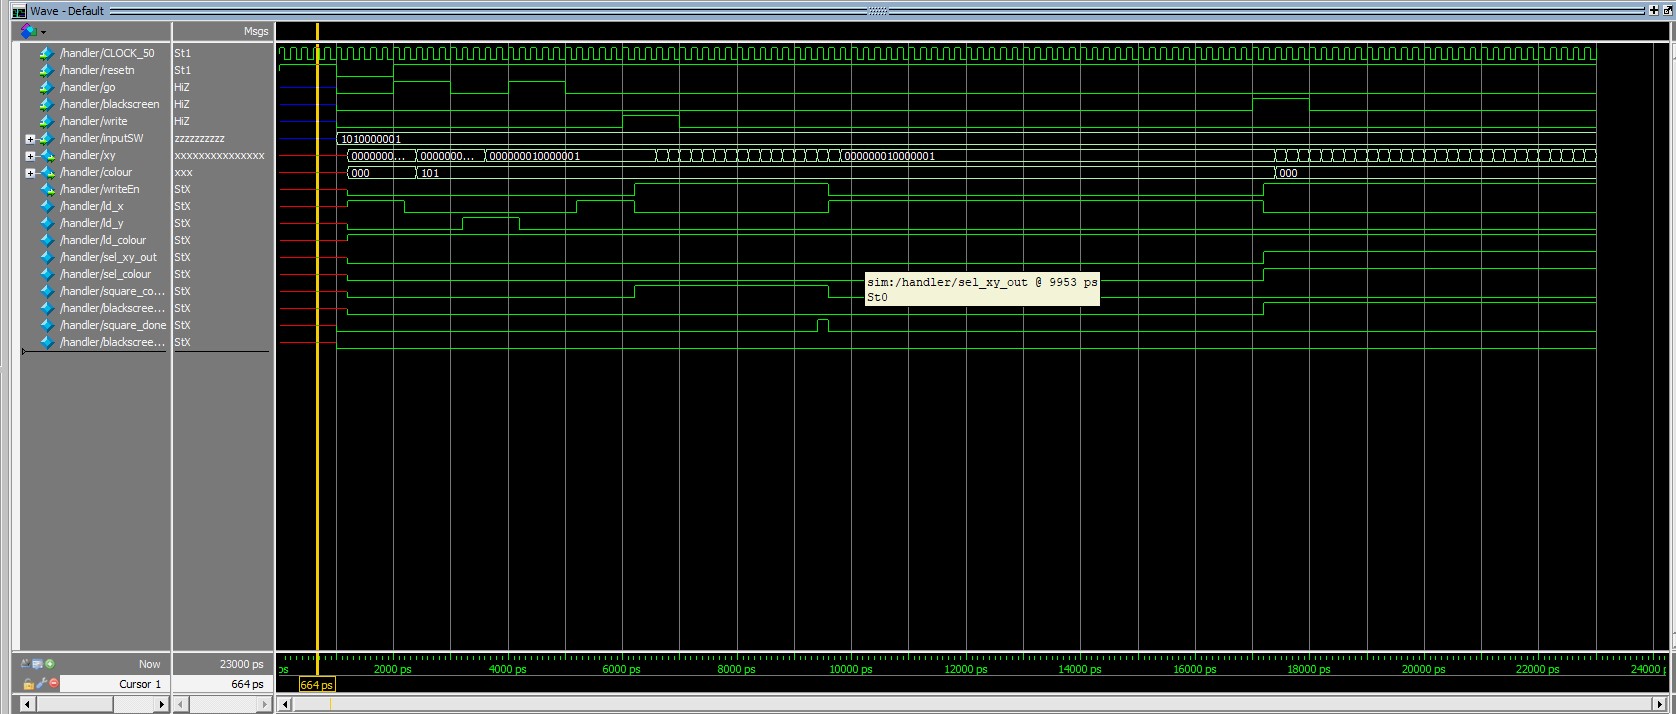 Wave - Default
Msgs
/handler/CLOCK_50 St1
/handler/resetn St1
/handler/go HiZ
/handler/blackscreen HiZ
/handler/write HiZ
/handler/inputSW zzzzzzzzzz 1010000001
/handler/xy xxxxxxxxxxxxxxx 0000000... 0000000... 000000010000001 000000010000001
/handler/colour xxx 000 101 000
/handler/writeEn StX
/handler/ld_x StX
/handler/ld_y StX
/handler/ld_colour StX
/handler/sel_xy_out StX
/handler/sel_colour StX
/handler/square_co... StX
/handler/blackscree... StX
/handler/square_done StX
/handler/blackscree... StX
sim:/handler/sel_xy_out @ 9953 ps
St0
Now 23000 ps ps 2000 ps 4000 ps 6000 ps 8000 ps 10000 ps 12000 ps 14000 ps 16000 ps 18000 ps 20000 ps 22000 ps 24000 p
Cursor 1 664 ps 664 ps